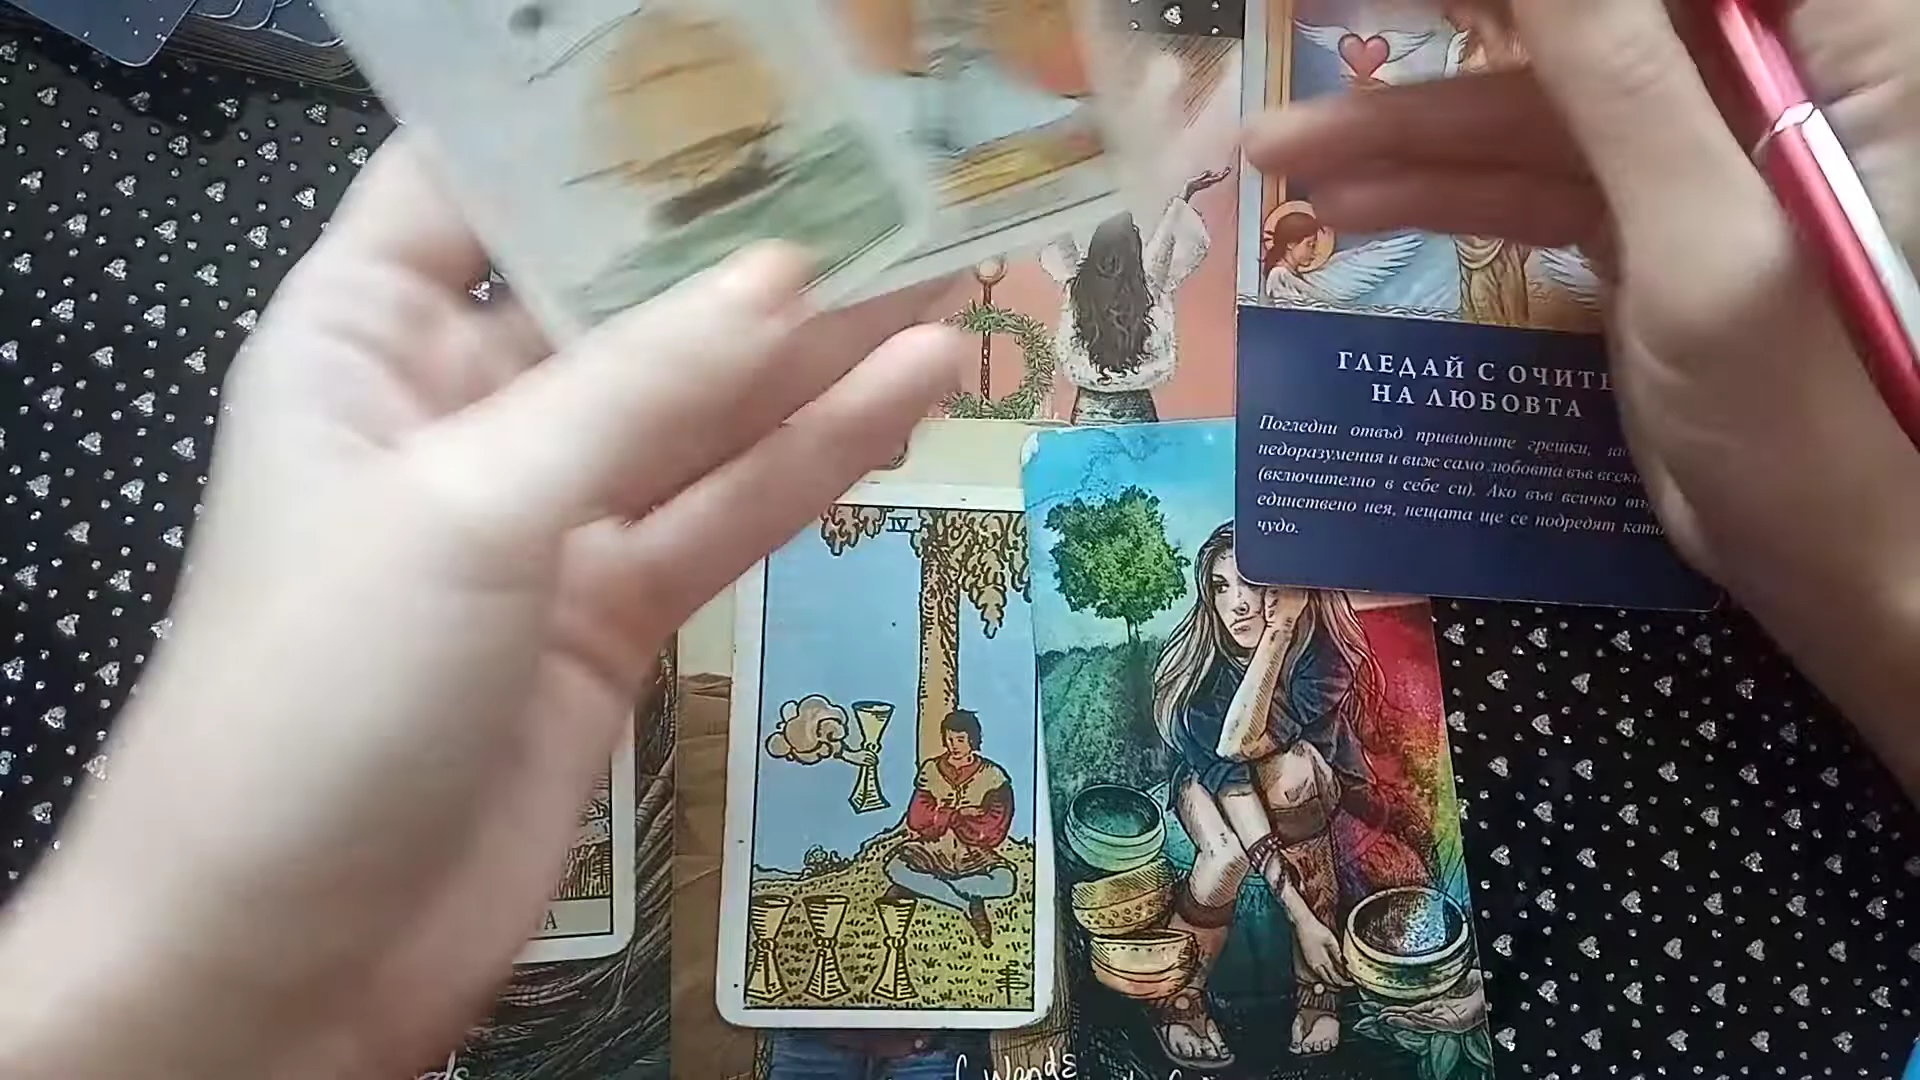 ГЛЕДАЙ С ОЧИТЕ
НА ЛЮБОВТА
Погледни отвъд привидните грешки,
недоразумения и виж само любовта във
(включително в себе си). Ако във всичко
единствено нея, нещата ще се подредят като
чудо.
IV
А
Wands